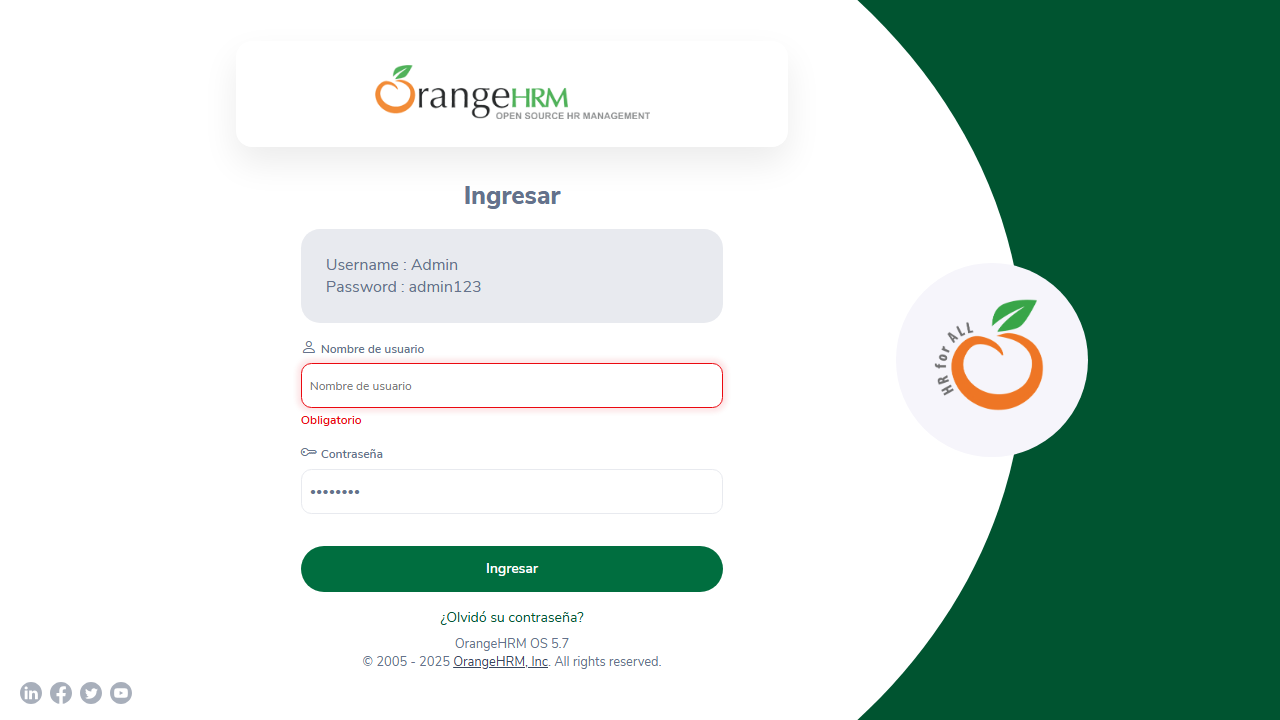 OrangeHRM
OPEN SOURCE HR MANAGEMENT
Ingresar
Username : Admin
Password : admin123
Nombre de usuario
Nombre de usuario
Obligatorio
Contraseña
••••••••
Ingresar
¿Olvidó su contraseña?
OrangeHRM OS 5.7
© 2005 - 2025 OrangeHRM, Inc. All rights reserved.
HR for ALL